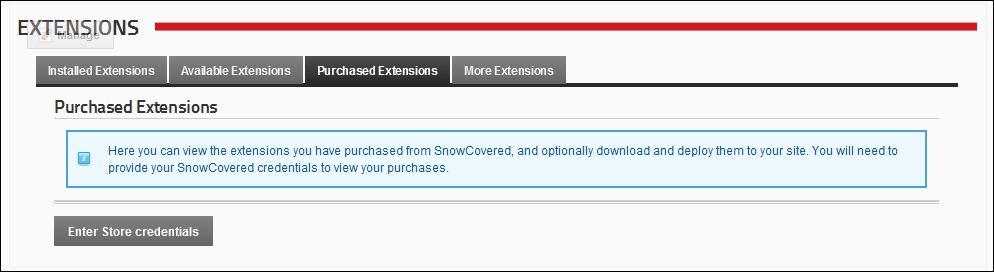 EXTENSIONS
Manage
Installed Extensions Available Extensions Purchased Extensions More Extensions
Purchased Extensions
Here you can view the extensions you have purchased from SnowCovered, and optionally download and deploy them to your site. You will need to
provide your SnowCovered credentials to view your purchases.
Enter Store credentials